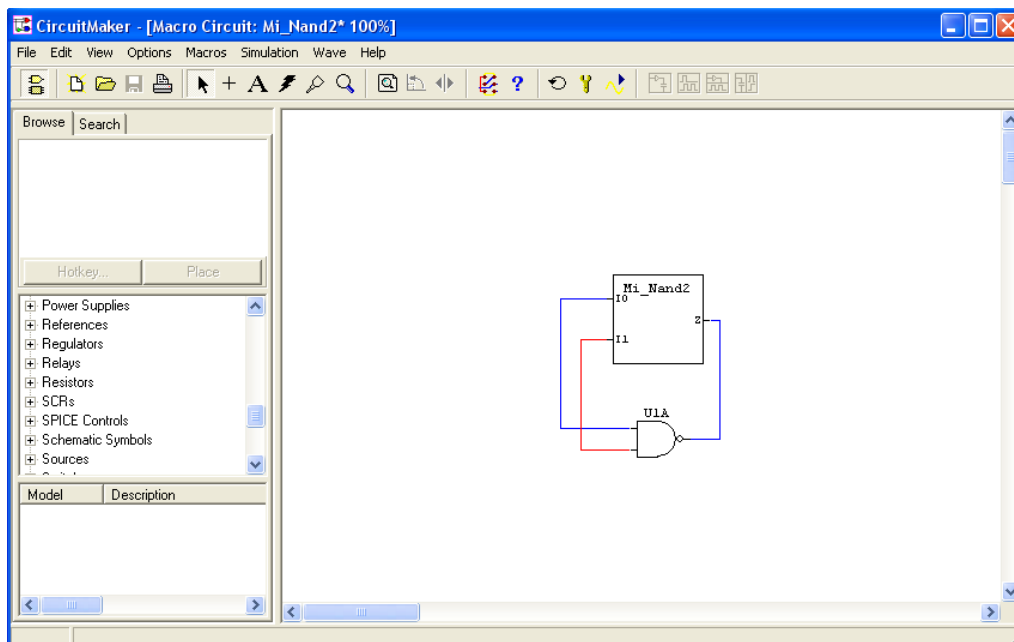 CircuitMaker - [Macro Circuit: Mi_Nand2* 100%]
File Edit View Options Macros Simulation Wave Help
Browse Search
Hotkey... Place
Power Supplies
References
Regulators
Relays
Resistors
SCRs
SPICE Controls
Schematic Symbols
Sources
Model Description
Mi_Nand2
I0
Z
I1
U1A